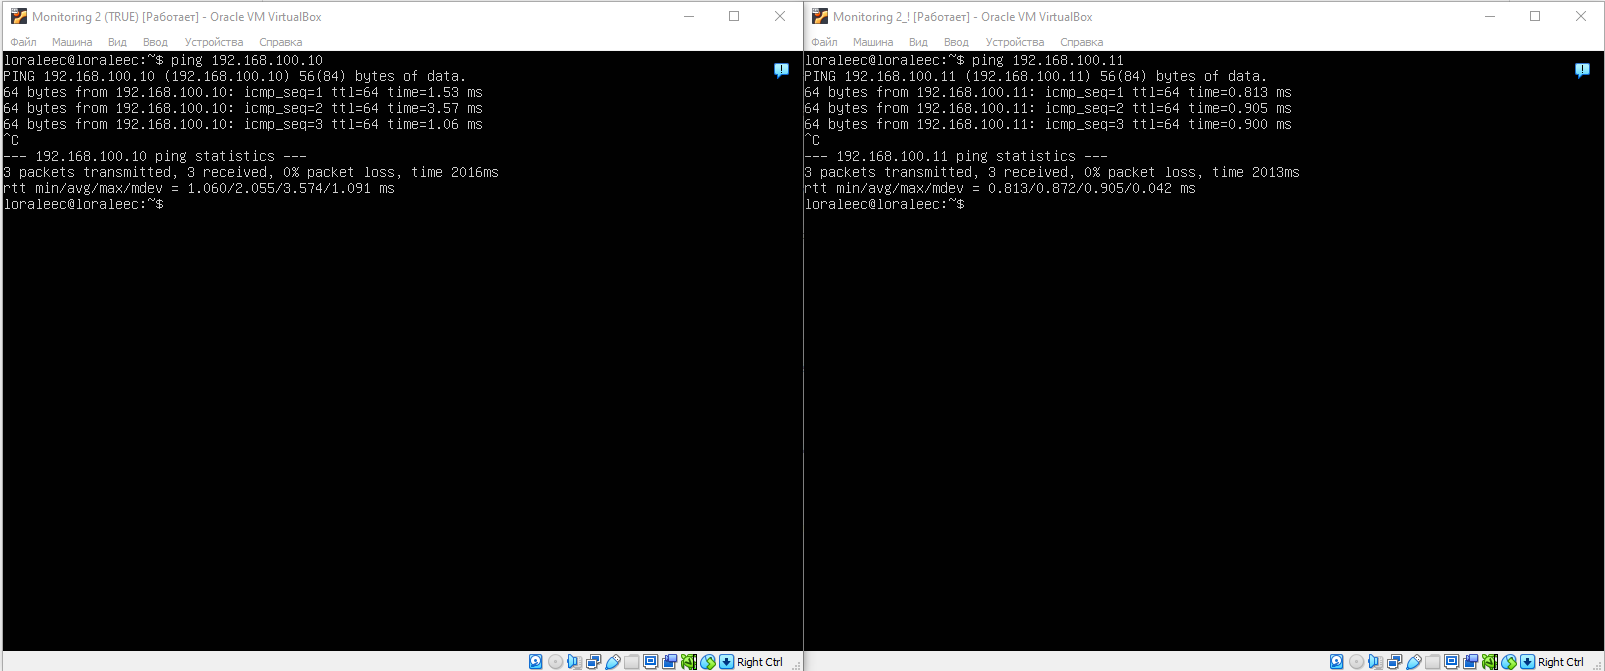 Monitoring 2 (TRUE) [Работает] - Oracle VM VirtualBox
Файл Машина Вид Ввод Устройства Справка
loraleec@loraleec:~$ ping 192.168.100.10
PING 192.168.100.10 (192.168.100.10) 56(84) bytes of data.
64 bytes from 192.168.100.10: icmp_seq=1 ttl=64 time=1.53 ms
64 bytes from 192.168.100.10: icmp_seq=2 ttl=64 time=3.57 ms
64 bytes from 192.168.100.10: icmp_seq=3 ttl=64 time=1.06 ms
^C
--- 192.168.100.10 ping statistics ---
3 packets transmitted, 3 received, 0% packet loss, time 2016ms
rtt min/avg/max/mdev = 1.060/2.055/3.574/1.091 ms
loraleec@loraleec:~$
Right Ctrl
Monitoring 2_! [Работает] - Oracle VM VirtualBox
Файл Машина Вид Ввод Устройства Справка
loraleec@loraleec:~$ ping 192.168.100.11
PING 192.168.100.11 (192.168.100.11) 56(84) bytes of data.
64 bytes from 192.168.100.11: icmp_seq=1 ttl=64 time=0.813 ms
64 bytes from 192.168.100.11: icmp_seq=2 ttl=64 time=0.905 ms
64 bytes from 192.168.100.11: icmp_seq=3 ttl=64 time=0.900 ms
^C
--- 192.168.100.11 ping statistics ---
3 packets transmitted, 3 received, 0% packet loss, time 2013ms
rtt min/avg/max/mdev = 0.813/0.872/0.905/0.042 ms
loraleec@loraleec:~$
Right Ctrl